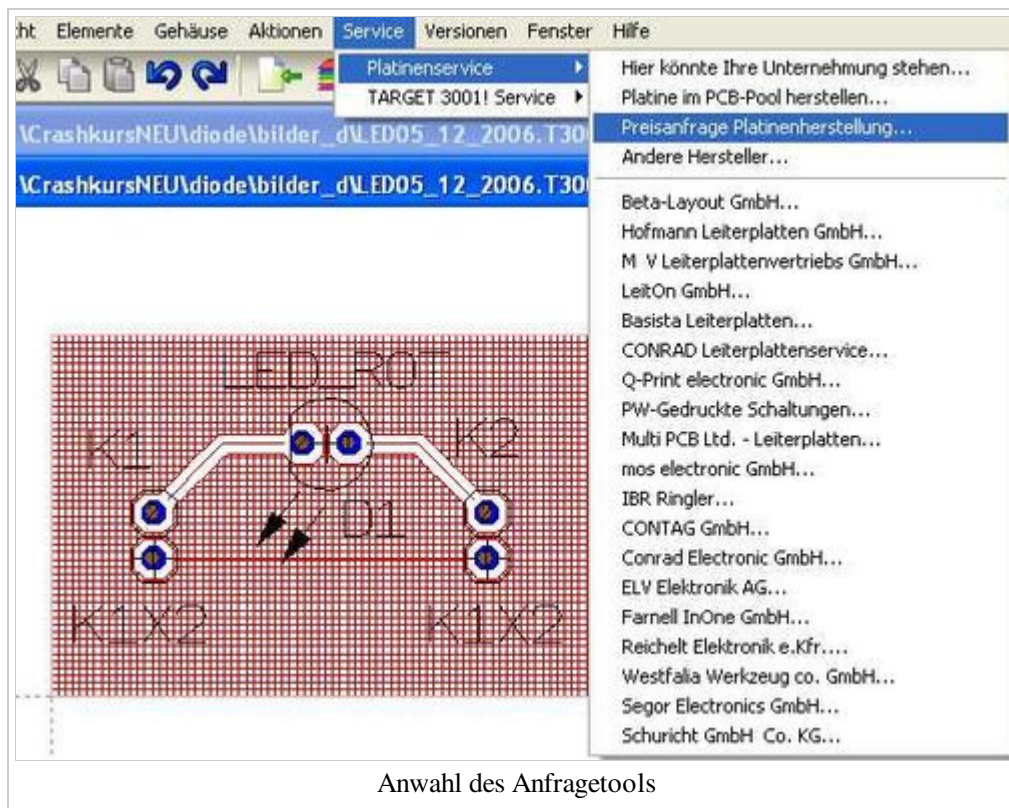 cht Elemente Gehäuse Aktionen Service Versionen Fenster Hilfe
Platinenservice
TARGET 3001! Service
\CrashkursNEU\diode\bilder_d\LED05_12_2006.T300
\CrashkursNEU\diode\bilder_d\LED05_12_2006.T300
Hier könnte Ihre Unternehmung stehen...
Platine im PCB-Pool herstellen...
Preisanfrage Platinenherstellung...
Andere Hersteller...
Beta-Layout GmbH...
Hofmann Leiterplatten GmbH...
M V Leiterplattenvertriebs GmbH...
LeitOn GmbH...
Basista Leiterplatten...
CONRAD Leiterplattenservice...
Q-Print electronic GmbH...
PW-Gedruckte Schaltungen...
Multi PCB Ltd. - Leiterplatten...
mos electronic GmbH...
IBR Ringler...
CONTAG GmbH...
Conrad Electronic GmbH...
ELV Elektronik AG...
Farnell InOne GmbH...
Reichelt Elektronik e.Kfr....
Westfalia Werkzeug co. GmbH...
Segor Electronics GmbH...
Schuricht GmbH Co. KG...
LED_ROT
K1
K2
D1
K1X2
K1X2
Anwahl des Anfragetools